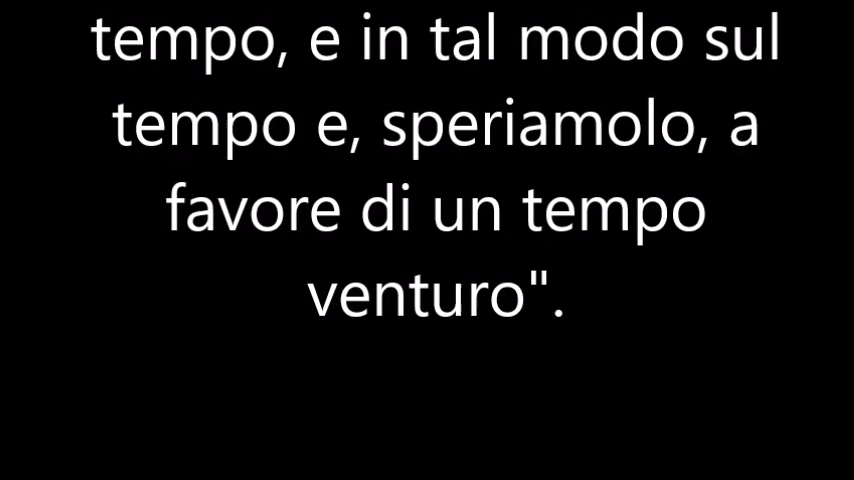 tempo, e in tal modo sul
tempo e, speriamolo, a
favore di un tempo
venturo".